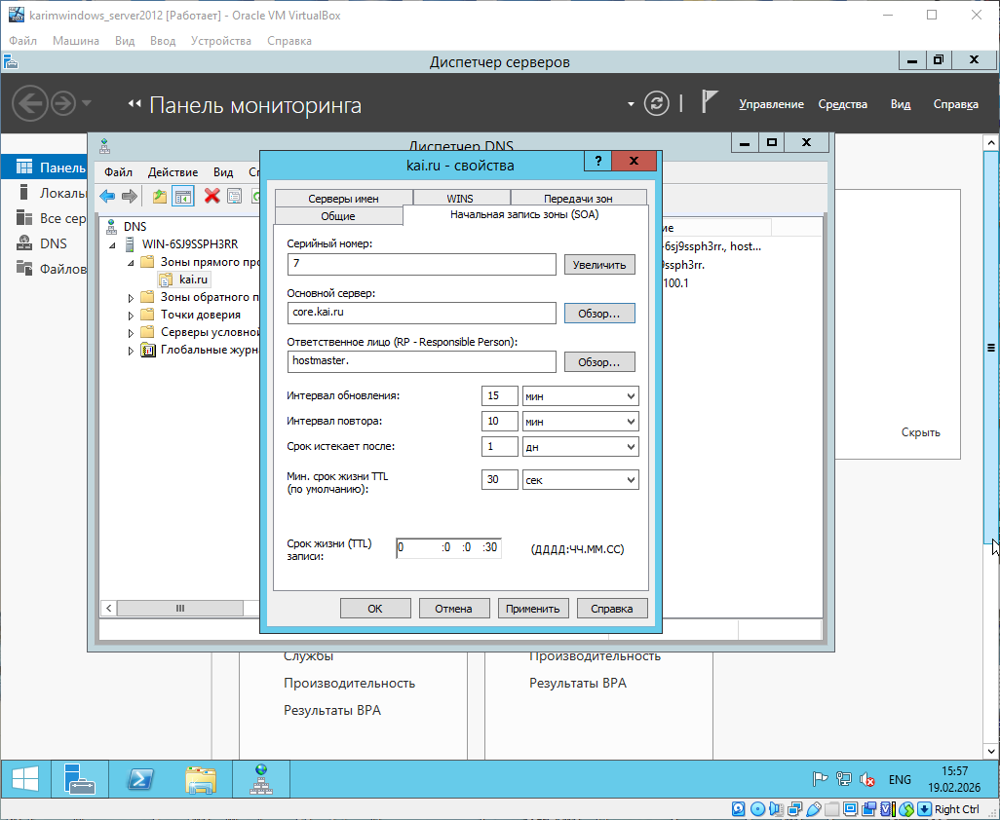 karimwindows_server2012 [Работает] - Oracle VM VirtualBox
Файл Машина Вид Ввод Устройства Справка
Диспетчер серверов
Панель мониторинга
Управление Средства Вид Справка
Диспетчер DNS
kai.ru - свойства
?
Панель
Локаль
Все сер
DNS
Файлов
Файл Действие Вид
DNS
WIN-6SJ9SSPH3RR
Зоны прямого про
kai.ru
Зоны обратного п
Точки доверия
Серверы условной
Глобальные журн
Серверы имен WINS Передачи зон
Общие Начальная запись зоны (SOA)
Серийный номер:
7 Увеличить
Основной сервер:
core.kai.ru Обзор...
Ответственное лицо (RP - Responsible Person):
hostmaster. Обзор...
Интервал обновления: 15 мин
Интервал повтора: 10 мин
Срок истекает после: 1 дн
Мин. срок жизни TTL
(по умолчанию): 30 сек
Срок жизни (TTL)
записи: 0 :0 :0 :30 (ДДДД:ЧЧ.ММ.СС)
ОК Отмена Применить Справка
ие
-6sj9ssph3rr., host...
9ssph3rr.
100.1
Скрыть
Службы
Производительность
Результаты BPA
Производительность
Результаты BPA
ENG
15:57
19.02.2026
Right Ctrl